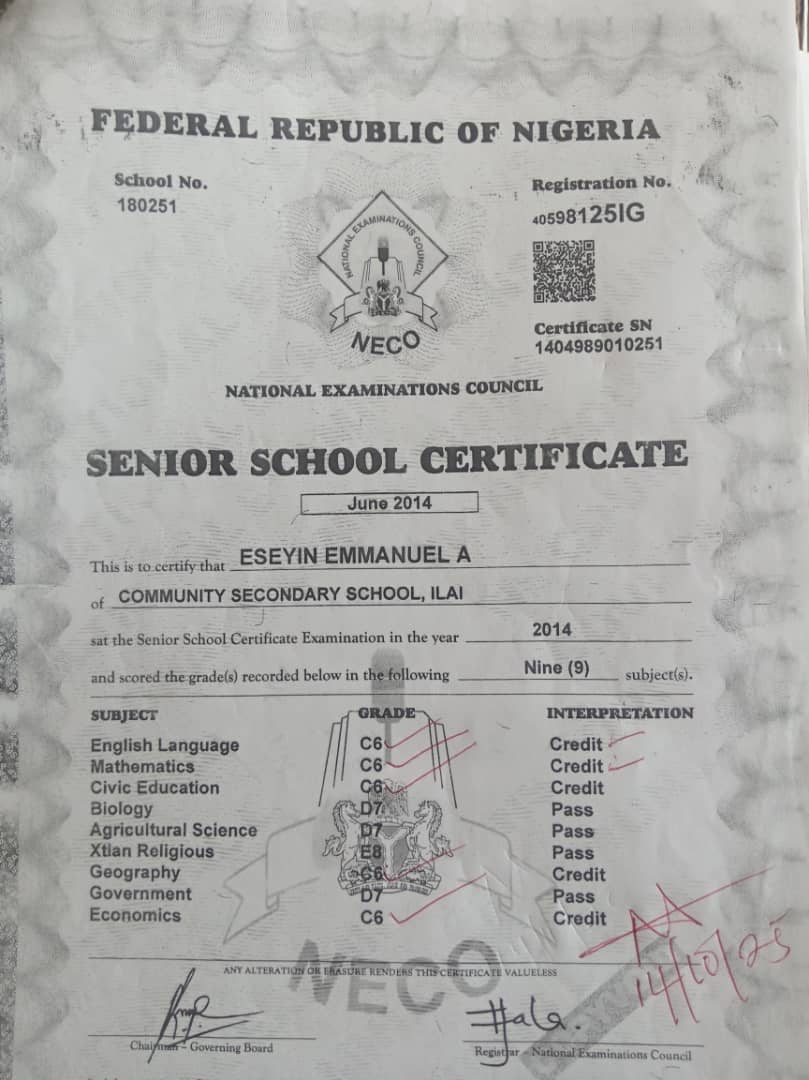 FEDERAL REPUBLIC OF NIGERIA
School No.
180251
Registration No.
40598125IG
NATIONAL EXAMINATIONS COUNCIL
NECO
Certificate SN
1404989010251
NATIONAL EXAMINATIONS COUNCIL
SENIOR SCHOOL CERTIFICATE
June 2014
This is to certify that ESEYIN EMMANUEL A
of COMMUNITY SECONDARY SCHOOL, ILAI
sat the Senior School Certificate Examination in the year 2014
and scored the grade(s) recorded below in the following Nine (9) subject(s).
SUBJECT GRADE INTERPRETATION
English Language C6 Credit
Mathematics C6 Credit
Civic Education C6 Credit
Biology D7 Pass
Agricultural Science D7 Pass
Xtian Religious E8 Pass
Geography C6 Credit
Government D7 Pass
Economics C6 Credit
14/10/25
NECO
ANY ALTERATION OR ERASURE RENDERS THIS CERTIFICATE VALUELESS
Chairman - Governing Board
Registrar - National Examinations Council